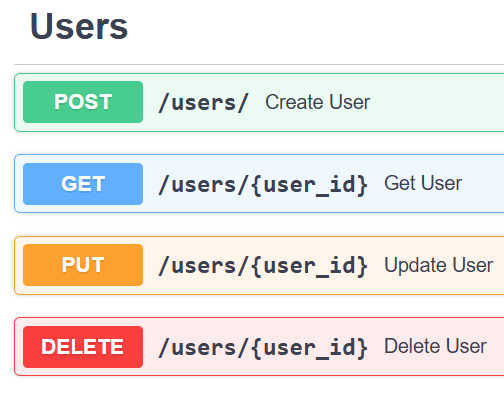 Users
POST /users/ Create User
GET /users/{user_id} Get User
PUT /users/{user_id} Update User
DELETE /users/{user_id} Delete User